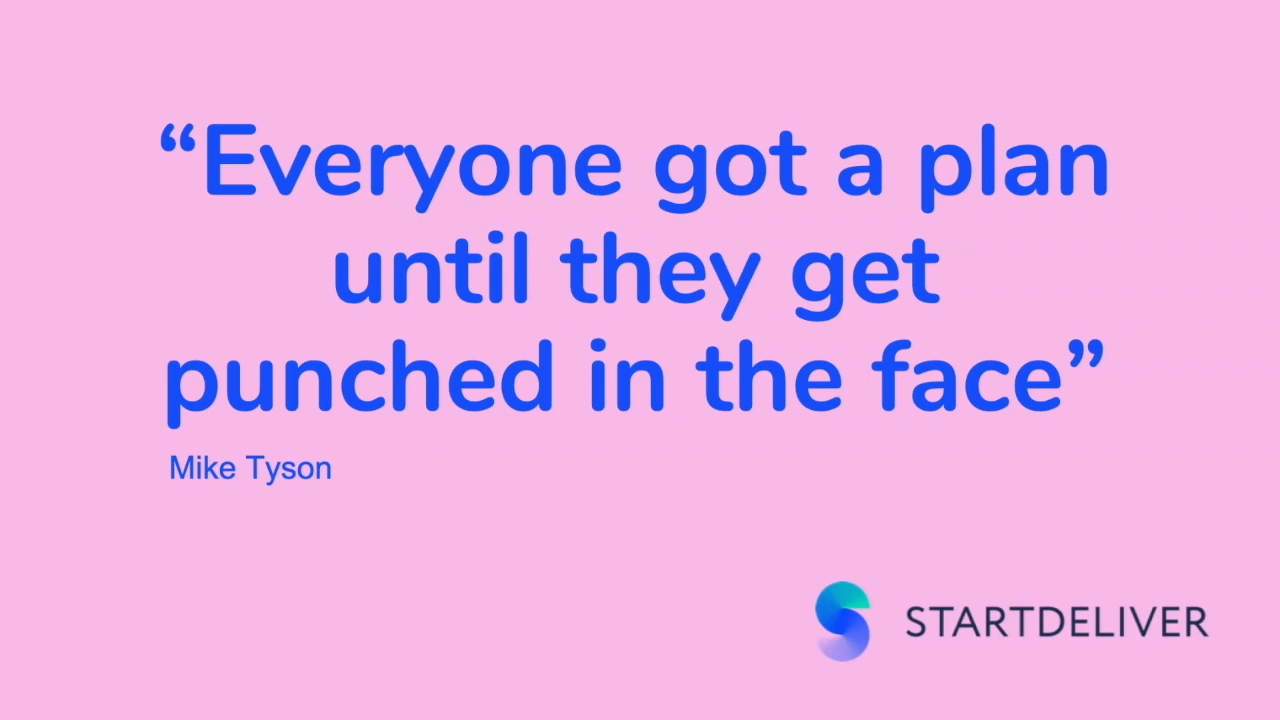 “Everyone got a plan
until they get
punched in the face”
Mike Tyson
STARTDELIVER